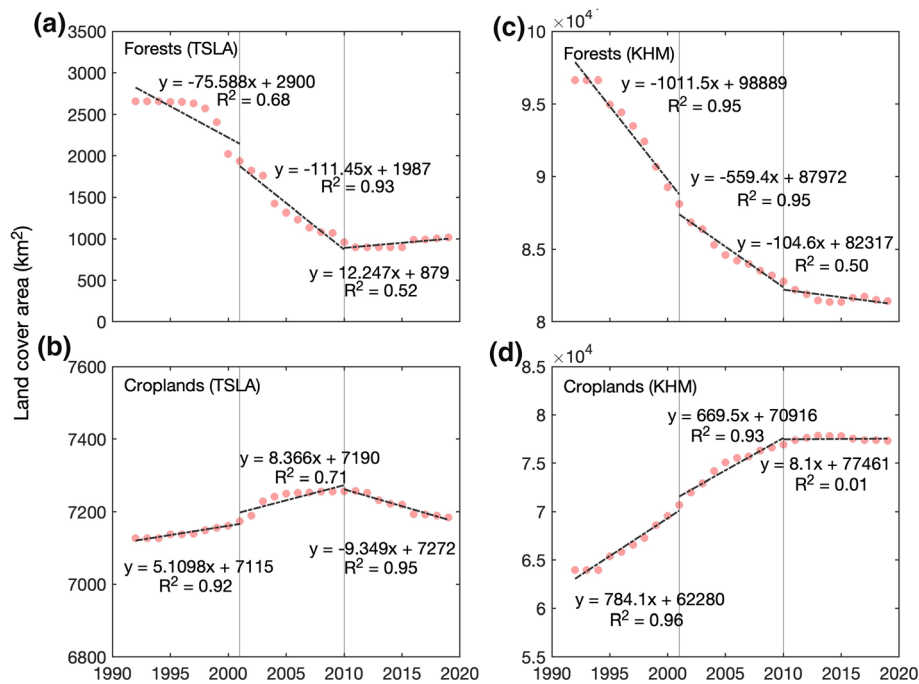 (a)
3500
3000
2500
2000
1500
1000
500
0
Forests (TSLA)
y = -75.588x + 2900
R² = 0.68
y = -111.45x + 1987
R² = 0.93
y = 12.247x + 879
R² = 0.52
(c)
×10⁴
10
9.5
9
8.5
8
Forests (KHM)
y = -1011.5x + 98889
R² = 0.95
y = -559.4x + 87972
R² = 0.95
y = -104.6x + 82317
R² = 0.50
Land cover area (km²)
(b)
7600
7400
7200
7000
6800
Croplands (TSLA)
y = 8.366x + 7190
R² = 0.71
y = -9.349x + 7272
R² = 0.95
y = 5.1098x + 7115
R² = 0.92
1990 1995 2000 2005 2010 2015 2020
(d)
×10⁴
8.5
8
7.5
7
6.5
6
5.5
Croplands (KHM)
y = 669.5x + 70916
R² = 0.93
y = 8.1x + 77461
R² = 0.01
y = 784.1x + 62280
R² = 0.96
1990 1995 2000 2005 2010 2015 2020